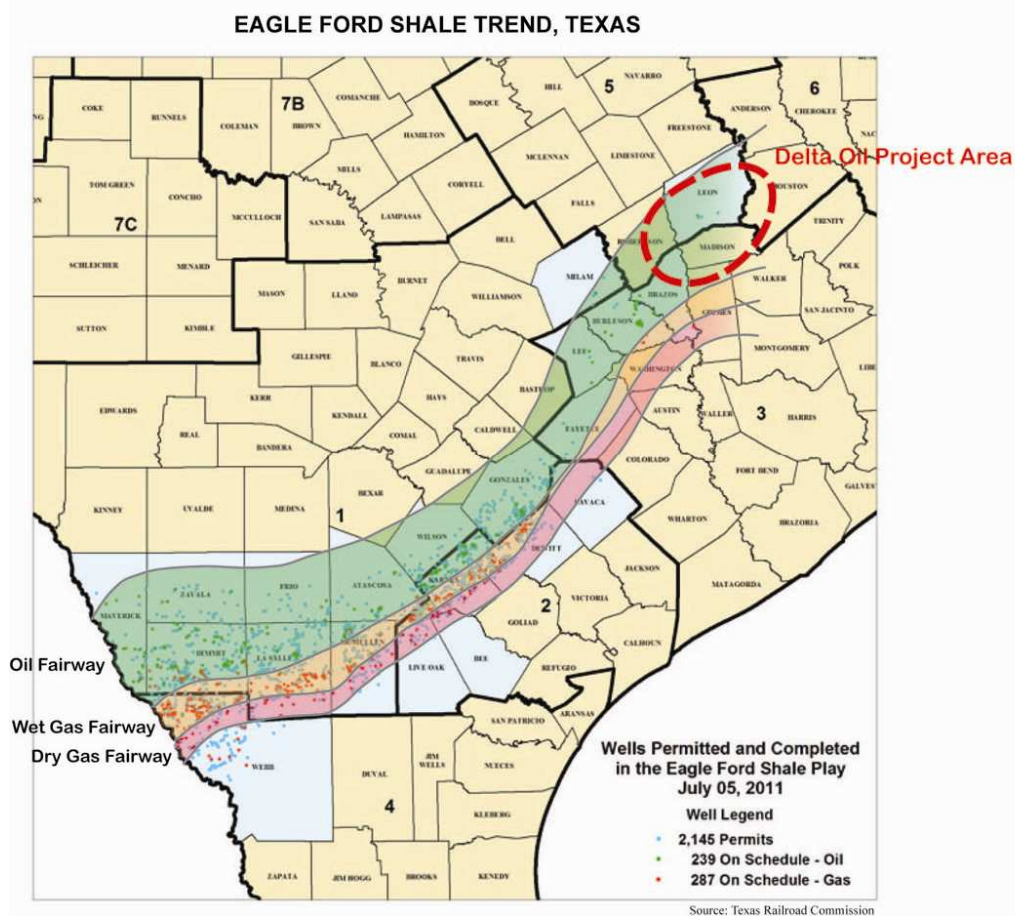 EAGLE FORD SHALE TREND, TEXAS
NAVARRO
HILL
5
6
COMANCHE
BOSQUE
ANDERSON
CHEROKEE
COKE
RUNNELS
7B
COLEMAN
BROWN
HAMILTON
FREESTONE
NAC
MILLS
MCLENNAN
LIMESTONE
Delta Oil Project Area
TOM GREEN
CONCHO
CORYELL
LEON
HOUSTON
7C
MCCULLOCH
SAN SABA
LAMPASAS
FALLS
TRINITY
BELL
ROBERTSON
MADISON
SCHLEICHER
MENARD
BURNET
MILAM
WALKER
POLK
MASON
LLANO
WILLIAMSON
BRAZOS
SUTTON
KIMBLE
BURLESON
GRIMES
SAN JACINTO
GILLESPIE
BLANCO
TRAVIS
LEE
MONTGOMERY
WASHINGTON
LIBE
EDWARDS
KERR
HAYS
BASTROP
REAL
KENDALL
AUSTIN
WALLER
3
HARRIS
BANDERA
COMAL
CALDWELL
FAYETTE
COLORADO
FORT BEND
GUADALUPE
GONZALES
GALVES
KINNEY
UVALDE
MEDINA
BEXAR
1
LAVACA
WHARTON
BRAZORIA
WILSON
DEWITT
JACKSON
MATAGORDA
ZAVALA
FRIO
ATASCOSA
KARNES
VICTORIA
MAVERICK
2
GOLIAD
CALHOUN
DIMMIT
LA SALLE
MCMULLEN
LIVE OAK
BEE
REFUGIO
Oil Fairway
ARANSAS
SAN PATRICIO
Wet Gas Fairway
Dry Gas Fairway
WEBB
DUVAL
JIM
WELLS
NUECES
4
KLEBERG
ZAPATA
JIM HOGG
BROOKS
KENEDY
Wells Permitted and Completed
in the Eagle Ford Shale Play
July 05, 2011
Well Legend
2,145 Permits
239 On Schedule - Oil
287 On Schedule - Gas
Source: Texas Railroad Commission